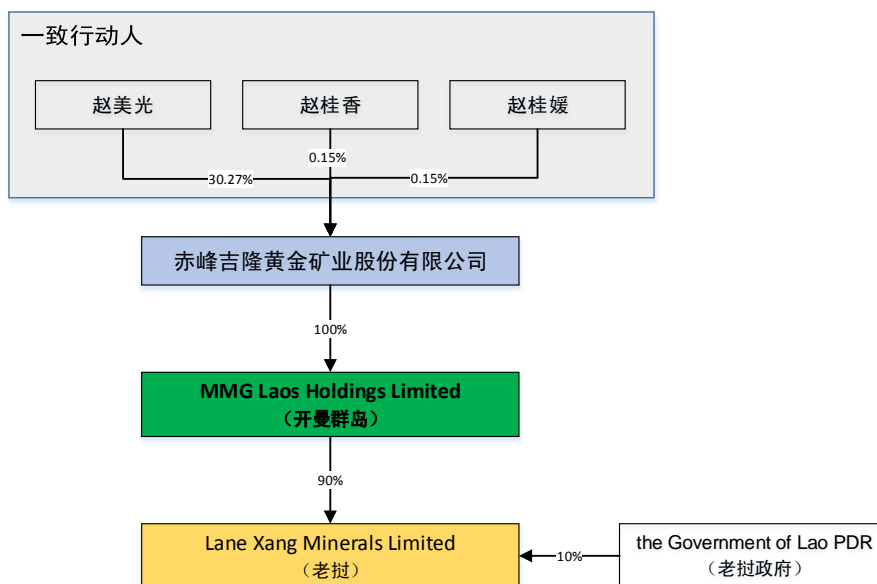 一致行动人
赵美光
赵桂香
赵桂媛
0.15%
30.27%
0.15%
赤峰吉隆黄金矿业股份有限公司
100%
MMG Laos Holdings Limited
（开曼群岛）
90%
Lane Xang Minerals Limited
（老挝）
10%
the Government of Lao PDR
（老挝政府）